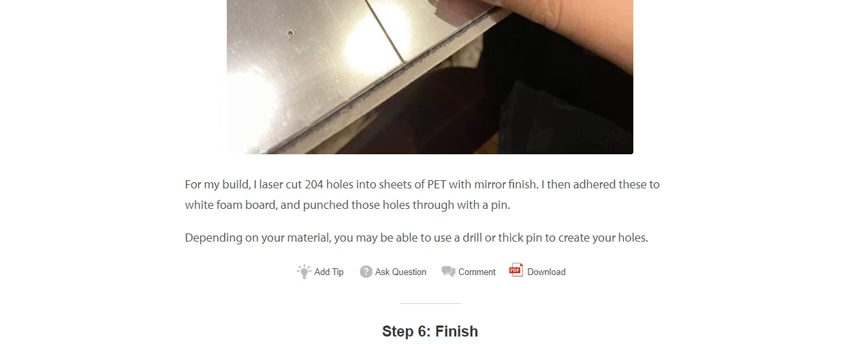 For my build, I laser cut 204 holes into sheets of PET with mirror finish. I then adhered these to
white foam board, and punched those holes through with a pin.
Depending on your material, you may be able to use a drill or thick pin to create your holes.
Add Tip
Ask Question
Comment
PDF
Download
Step 6: Finish